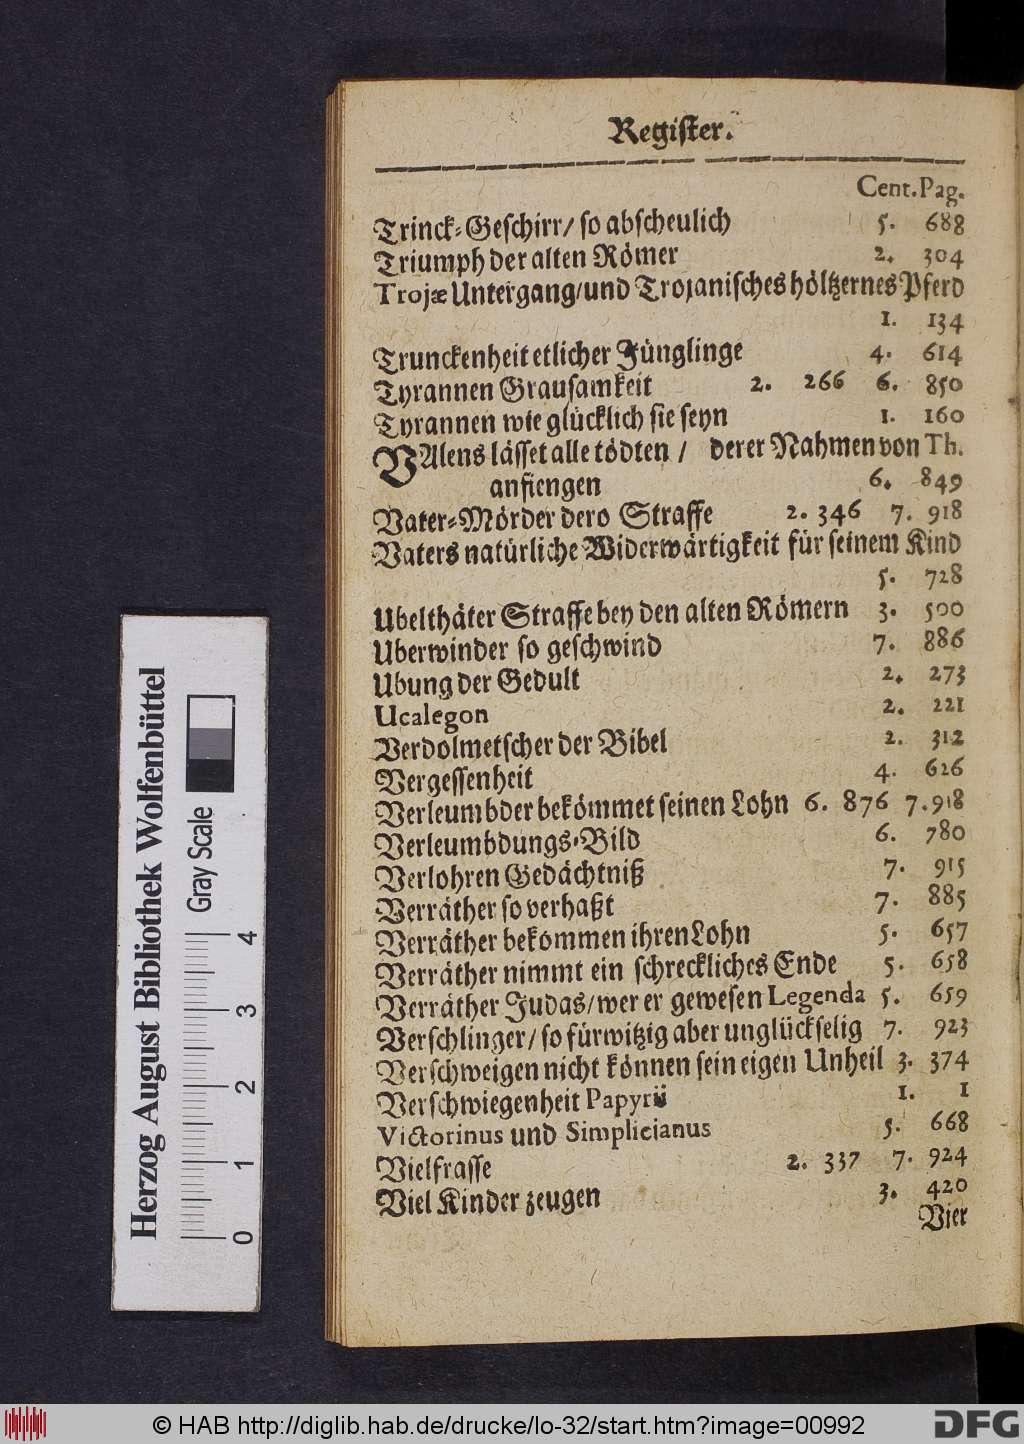 Register.
Cent. Pag.
Trinck-Geschirr/ so abscheulich 5. 688
Triumph der alten Römer 2. 304
Trojæ Untergang/und Trojanisches höltzernes Pferd
1. 134
Trunckenheit etlicher Jünglinge 4. 614
Tyrannen Grausamkeit 2. 266 6. 850
Tyrannen wie glücklich sie seyn 1. 160
VAlens lässet alle tödten / derer Nahmen von Th.
anfiengen 6. 849
Vater-Mörder dero Straffe 2. 346 7. 918
Vaters natürliche Widerwärtigkeit für seinem Kind
5. 728
Ubelthäter Straffe bey den alten Römern 3. 500
Uberwinder so geschwind 7. 886
Ubung der Gedult 2. 273
Ucalegon 2. 221
Verdolmetscher der Bibel 2. 312
Vergessenheit 4. 626
Verleumbder bekömmet seinen Lohn 6. 876 7. 918
Verleumbdungs-Bild 6. 780
Verlohren Gedächtniß 7. 915
Verräther so verhaßt 7. 885
Verräther bekommen ihren Lohn 5. 657
Verräther nimmt ein schreckliches Ende 5. 658
Verräther Judas/wer er gewesen Legenda 5. 659
Verschlinger/ so fürwitzig aber unglückselig 7. 923
Verschweigen nicht können sein eigen Unheil 3. 374
Verschwiegenheit Papyrii 1. 1
Victorinus und Simplicianus 5. 668
Vielfrasse 2. 337 7. 924
Viel Kinder zeugen 3. 420
Vier
Herzog August Bibliothek Wolfenbüttel
Gray Scale
0 1 2 3 4
© HAB http://diglib.hab.de/drucke/lo-32/start.htm?image=00992
DFG